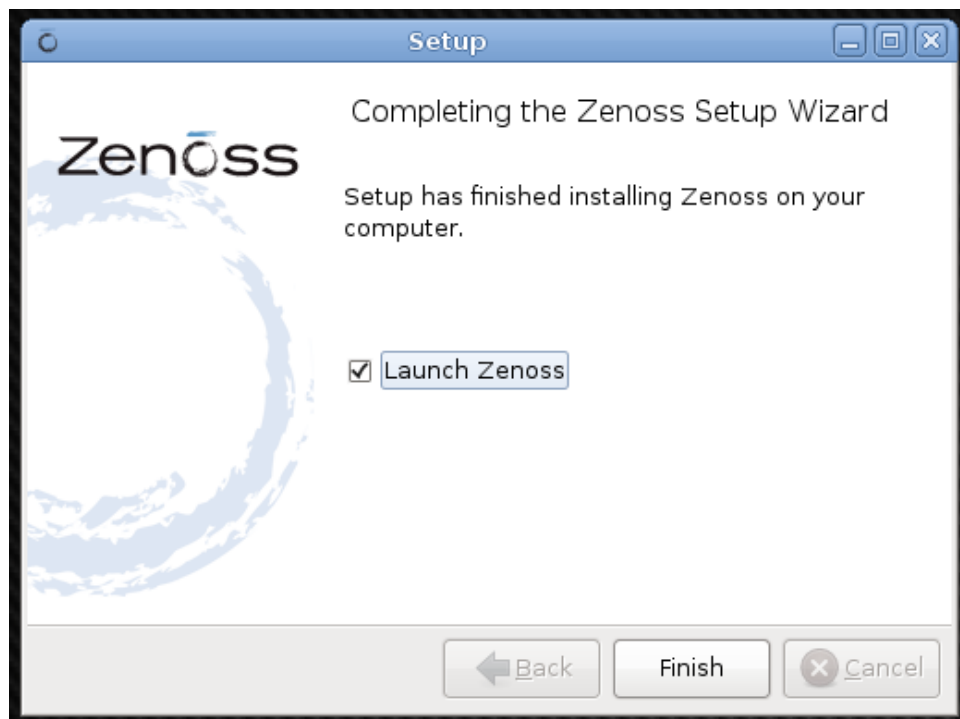 Setup
Completing the Zenoss Setup Wizard
Zenōss
Setup has finished installing Zenoss on your
computer.
Launch Zenoss
Back
Finish
Cancel